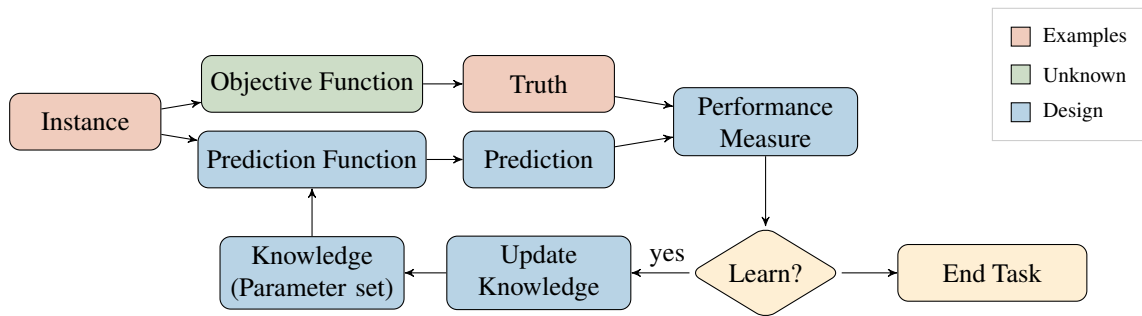 Examples
Objective Function
Truth
Unknown
Instance
Performance
Measure
Design
Prediction Function
Prediction
Knowledge
(Parameter set)
Update
Knowledge
yes
Learn?
End Task